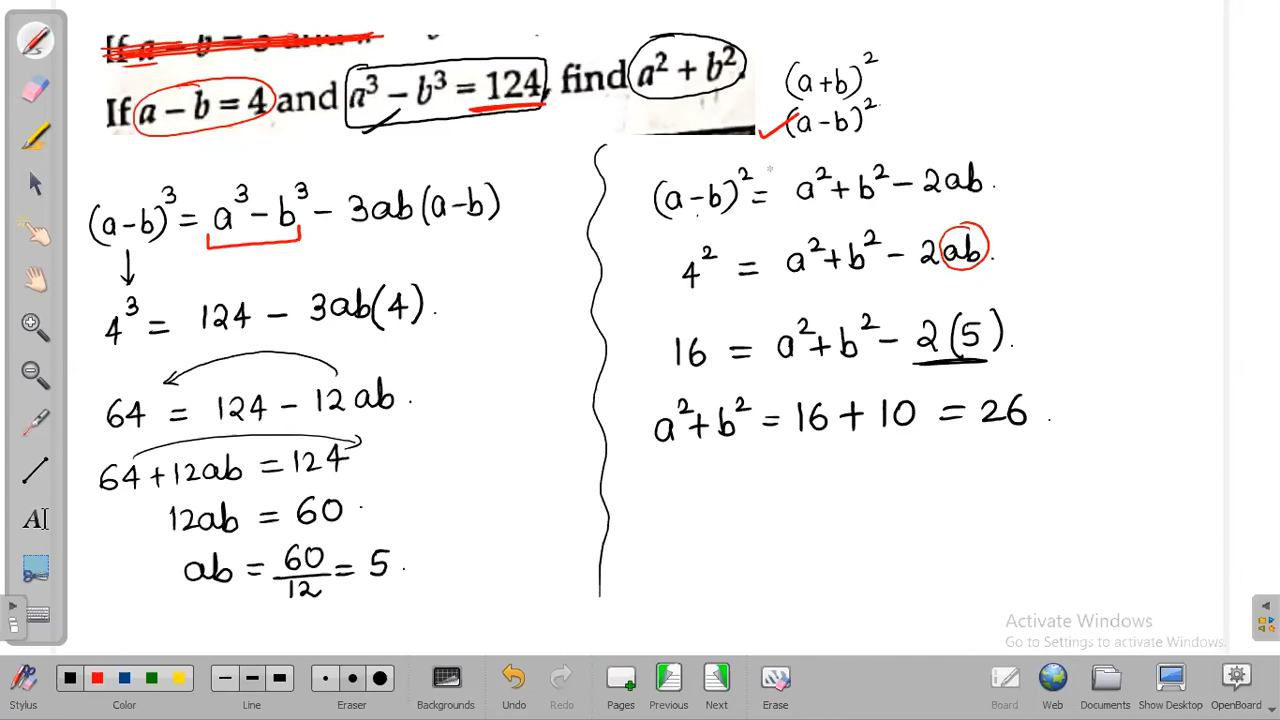 If a - b = 4 and a³ - b³ = 124, find a² + b².
(a+b)²
(a-b)²
(a-b)³ = a³ - b³ - 3ab(a-b)
4³ = 124 - 3ab(4).
64 = 124 - 12ab.
64 + 12ab = 124
12ab = 60.
ab = 60/12 = 5.
(a-b)² = a² + b² - 2ab.
4² = a² + b² - 2ab.
16 = a² + b² - 2(5).
a² + b² = 16 + 10 = 26.
Activate Windows
Go to Settings to activate Windows.
Stylus
Color
Line
Eraser
Backgrounds
Undo
Redo
Pages
Previous
Next
Erase
Board
Web
Documents
Show Desktop
OpenBoard